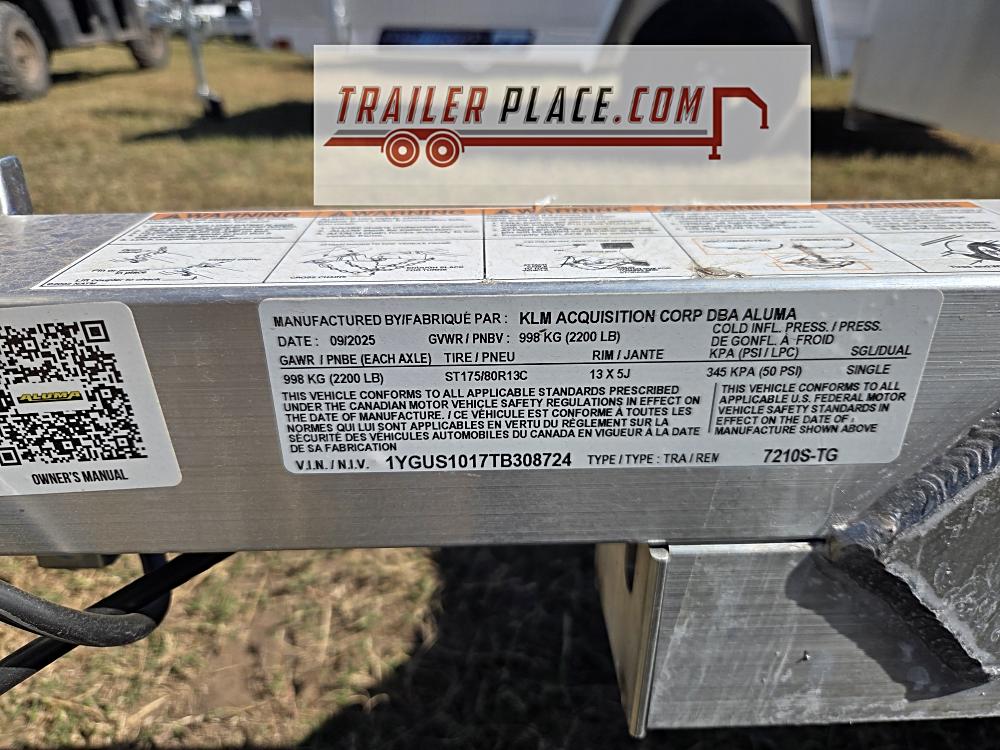 TRAILER PLACE.COM
WARNING WARNING WARNING WARNING
ALUMA
OWNER'S MANUAL
MANUFACTURED BY/FABRIQUÉ PAR : KLM ACQUISITION CORP DBA ALUMA
DATE : 09/2025 GVWR / PNBV : 998 KG (2200 LB)
COLD INFL. PRESS. / PRESS.
DE GONFL. À FROID
GAWR / PNBE (EACH AXLE) TIRE / PNEU RIM / JANTE KPA (PSI / LPC) SGL/DUAL
998 KG (2200 LB) ST175/80R13C 13 X 5J 345 KPA (50 PSI) SINGLE
THIS VEHICLE CONFORMS TO ALL APPLICABLE STANDARDS PRESCRIBED
UNDER THE CANADIAN MOTOR VEHICLE SAFETY REGULATIONS IN EFFECT ON
THE DATE OF MANUFACTURE. / CE VÉHICULE EST CONFORME À TOUTES LES
NORMES QUI LUI SONT APPLICABLES EN VERTU DU RÈGLEMENT SUR LA
SÉCURITÉ DES VÉHICULES AUTOMOBILES DU CANADA EN VIGUEUR À LA DATE
DE SA FABRICATION
THIS VEHICLE CONFORMS TO ALL
APPLICABLE U.S. FEDERAL MOTOR
VEHICLE SAFETY STANDARDS IN
EFFECT ON THE DATE OF
MANUFACTURE SHOWN ABOVE
V.I.N. / N.I.V. 1YGUS1017TB308724 TYPE / TYPE : TRA / REM 7210S-TG